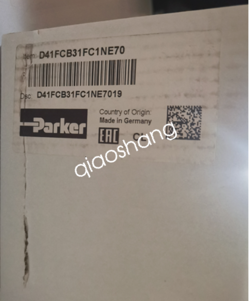 D41FCB31FC1NE70
D41FCB31FC1NE7019
Parker
Country of Origin
Made in Germany
EAC
qiaoshang